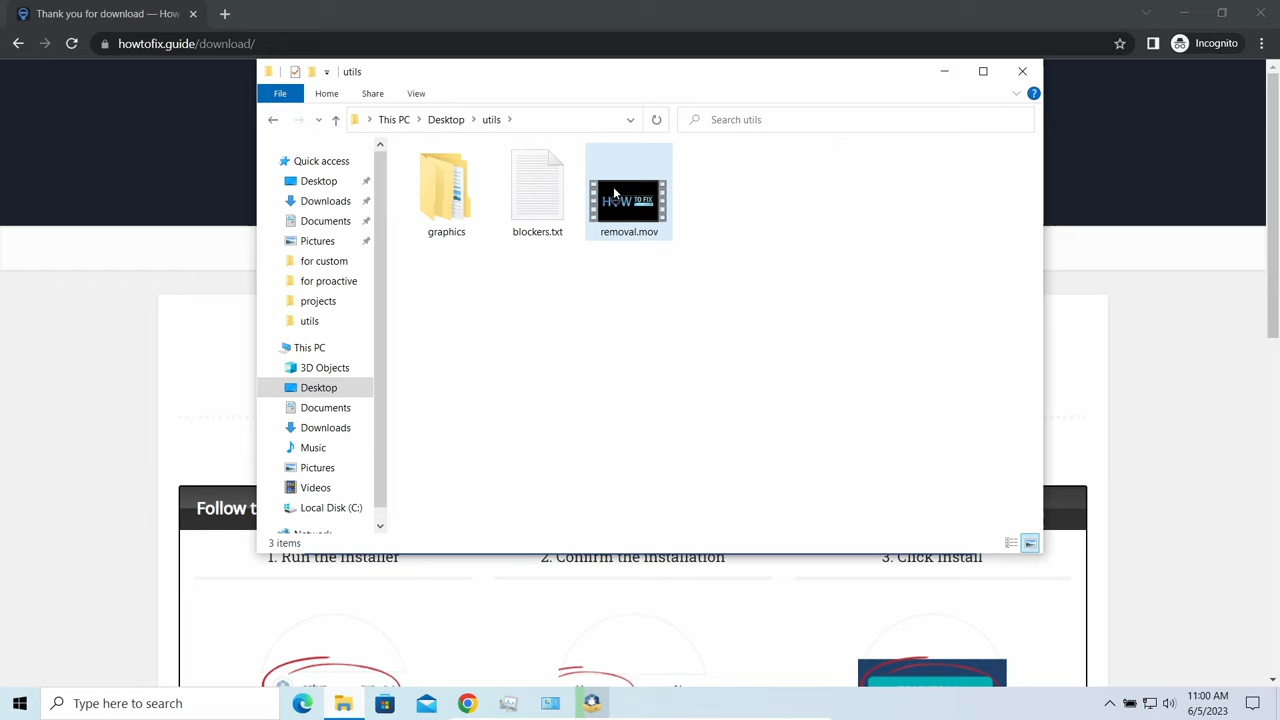 Thank you for download — How
howtofix.guide/download/
Incognito
utils
File
Home
Share
View
This PC
Desktop
utils
Search utils
Quick access
Desktop
Downloads
Documents
Pictures
for custom
for proactive
projects
utils
This PC
3D Objects
Desktop
Documents
Downloads
Music
Pictures
Videos
Local Disk (C:)
HOW TO FIX
graphics
blockers.txt
removal.mov
3 items
Follow t
1. Run the installer
2. Confirm the installation
3. Click Install
Type here to search
11:00 AM
6/5/2023